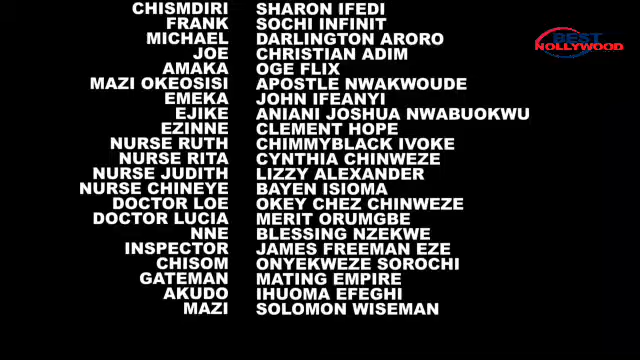 CHISMDIRI SHARON IFEDI
FRANK SOCHI INFINIT
MICHAEL DARLINGTON ARORO
JOE CHRISTIAN ADIM
AMAKA OGE FLIX
MAZI OKEOSISI APOSTLE NWAKWOUDE
EMEKA JOHN IFEANYI
EJIKE ANIANI JOSHUA NWABUOKWU
EZINNE CLEMENT HOPE
NURSE RUTH CHIMMYBLACK IVOKE
NURSE RITA CYNTHIA CHINWEZE
NURSE JUDITH LIZZY ALEXANDER
NURSE CHINEYE BAYEN ISIOMA
DOCTOR LOE OKEY CHEZ CHINWEZE
DOCTOR LUCIA MERIT ORUMGBE
NNE BLESSING NZEKWE
INSPECTOR JAMES FREEMAN EZE
CHISOM ONYEKWEZE SOROCHI
GATEMAN MATING EMPIRE
AKUDO IHUOMA EFEGHI
MAZI SOLOMON WISEMAN
BEST
NOLLYWOOD